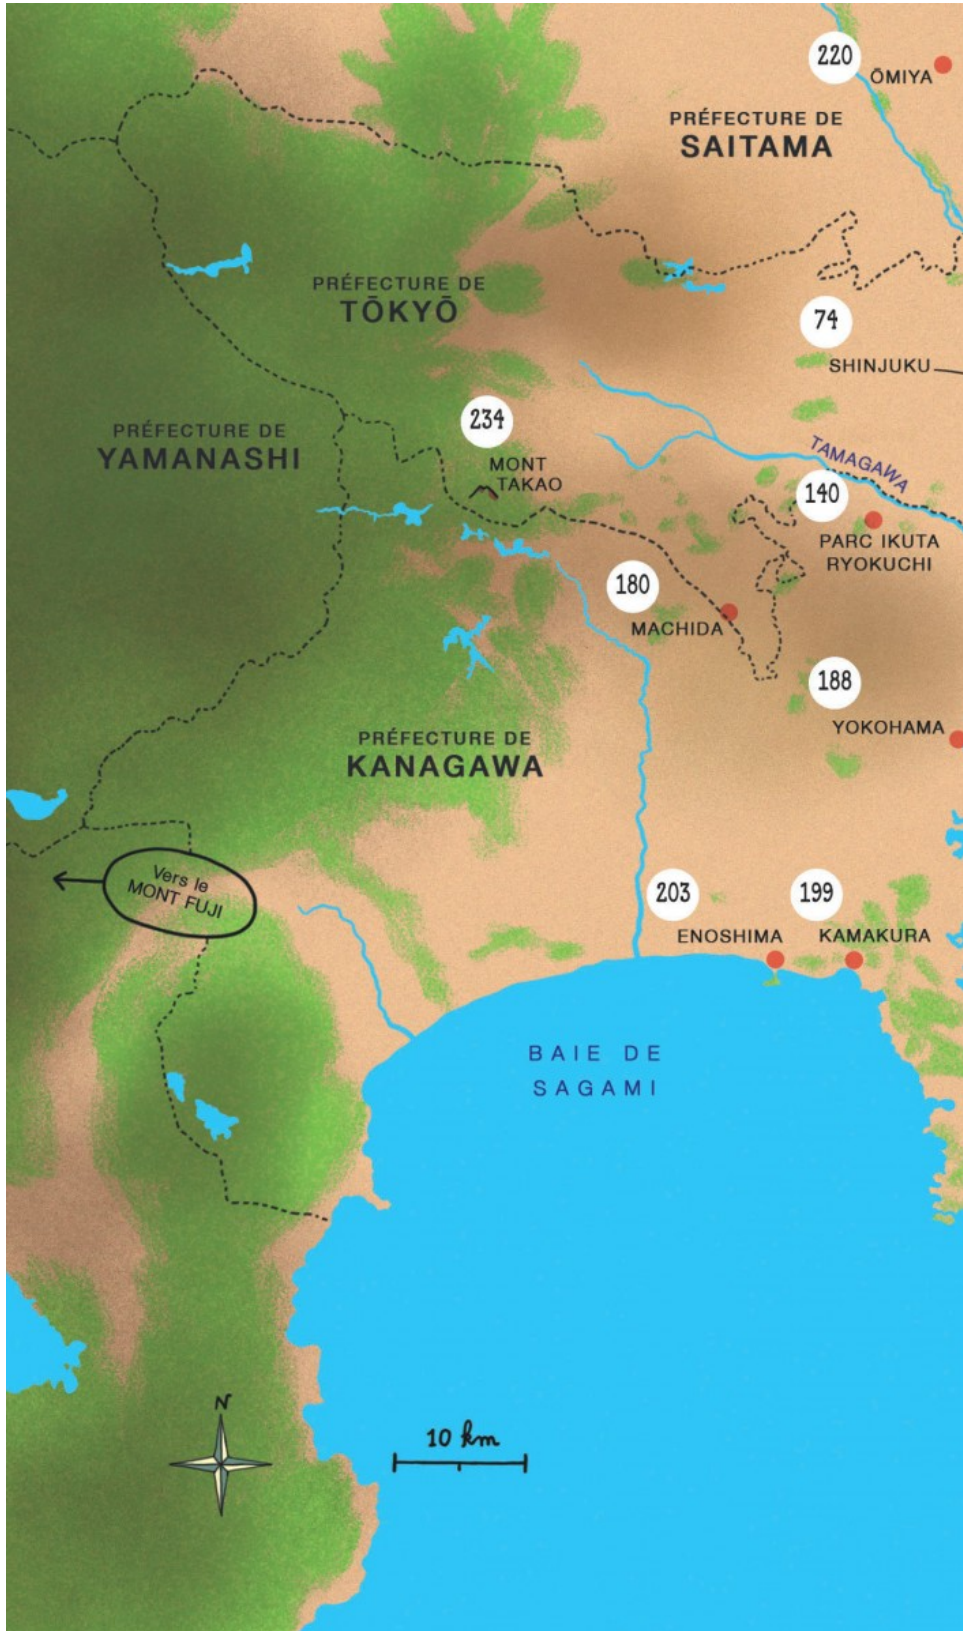 220
ŌMIYA
PRÉFECTURE DE
SAITAMA
PRÉFECTURE DE
TŌKYŌ
74
SHINJUKU
234
MONT
TAKAO
PRÉFECTURE DE
YAMANASHI
TAMAGAWA
140
PARC IKUTA
RYOKUCHI
180
MACHIDA
188
YOKOHAMA
PRÉFECTURE DE
KANAGAWA
Vers le
MONT FUJI
203
ENOSHIMA
199
KAMAKURA
BAIE DE
SAGAMI
N
10 km